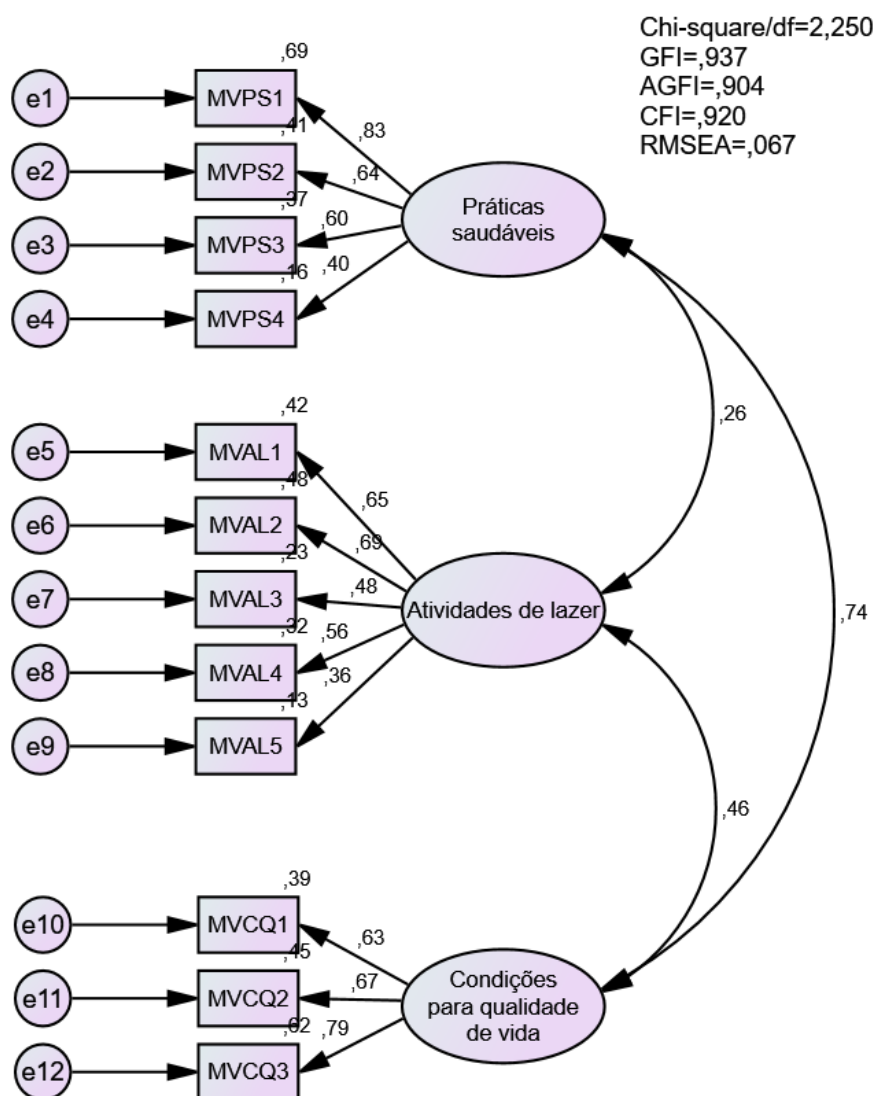 Chi-square/df=2,250
GFI=,937
AGFI=,904
CFI=,920
RMSEA=,067
,69
e1
MVPS1
,83
,41
e2
MVPS2
,64
,37
e3
MVPS3
,60
,16
,40
e4
MVPS4
Práticas
saudáveis
,26
,42
e5
MVAL1
,65
,48
e6
MVAL2
,69
,23
e7
MVAL3
,48
,32
,56
e8
MVAL4
,36
,13
e9
MVAL5
Atividades de lazer
,74
,46
,39
e10
MVCQ1
,63
,45
e11
MVCQ2
,67
,62
,79
e12
MVCQ3
Condições
para qualidade
de vida